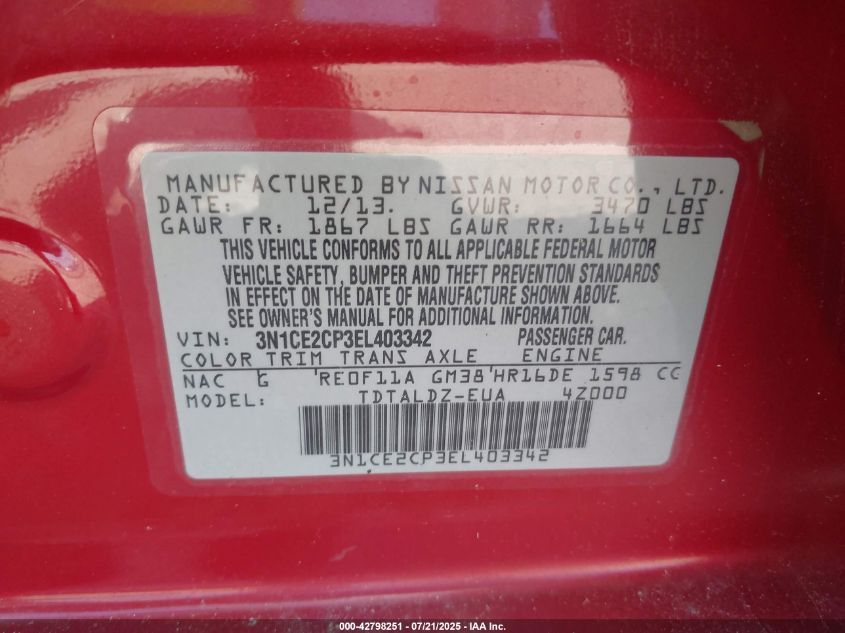 MANUFACTURED BY NISSAN MOTOR CO., LTD.
DATE: 12/13. GVWR: 3470 LBS
GAWR FR: 1867 LBS GAWR RR: 1664 LBS
THIS VEHICLE CONFORMS TO ALL APPLICABLE FEDERAL MOTOR
VEHICLE SAFETY, BUMPER AND THEFT PREVENTION STANDARDS
IN EFFECT ON THE DATE OF MANUFACTURE SHOWN ABOVE.
SEE OWNER'S MANUAL FOR ADDITIONAL INFORMATION.
VIN: 3N1CE2CP3EL403342 PASSENGER CAR.
COLOR TRIM TRANS AXLE ENGINE
NAC G RE0F11A GM38 HR16DE 1598 CC
MODEL: TDTALDZ-EUA 4Z000
3N1CE2CP3EL403342
000-42798251 - 07/21/2025 - IAA Inc.